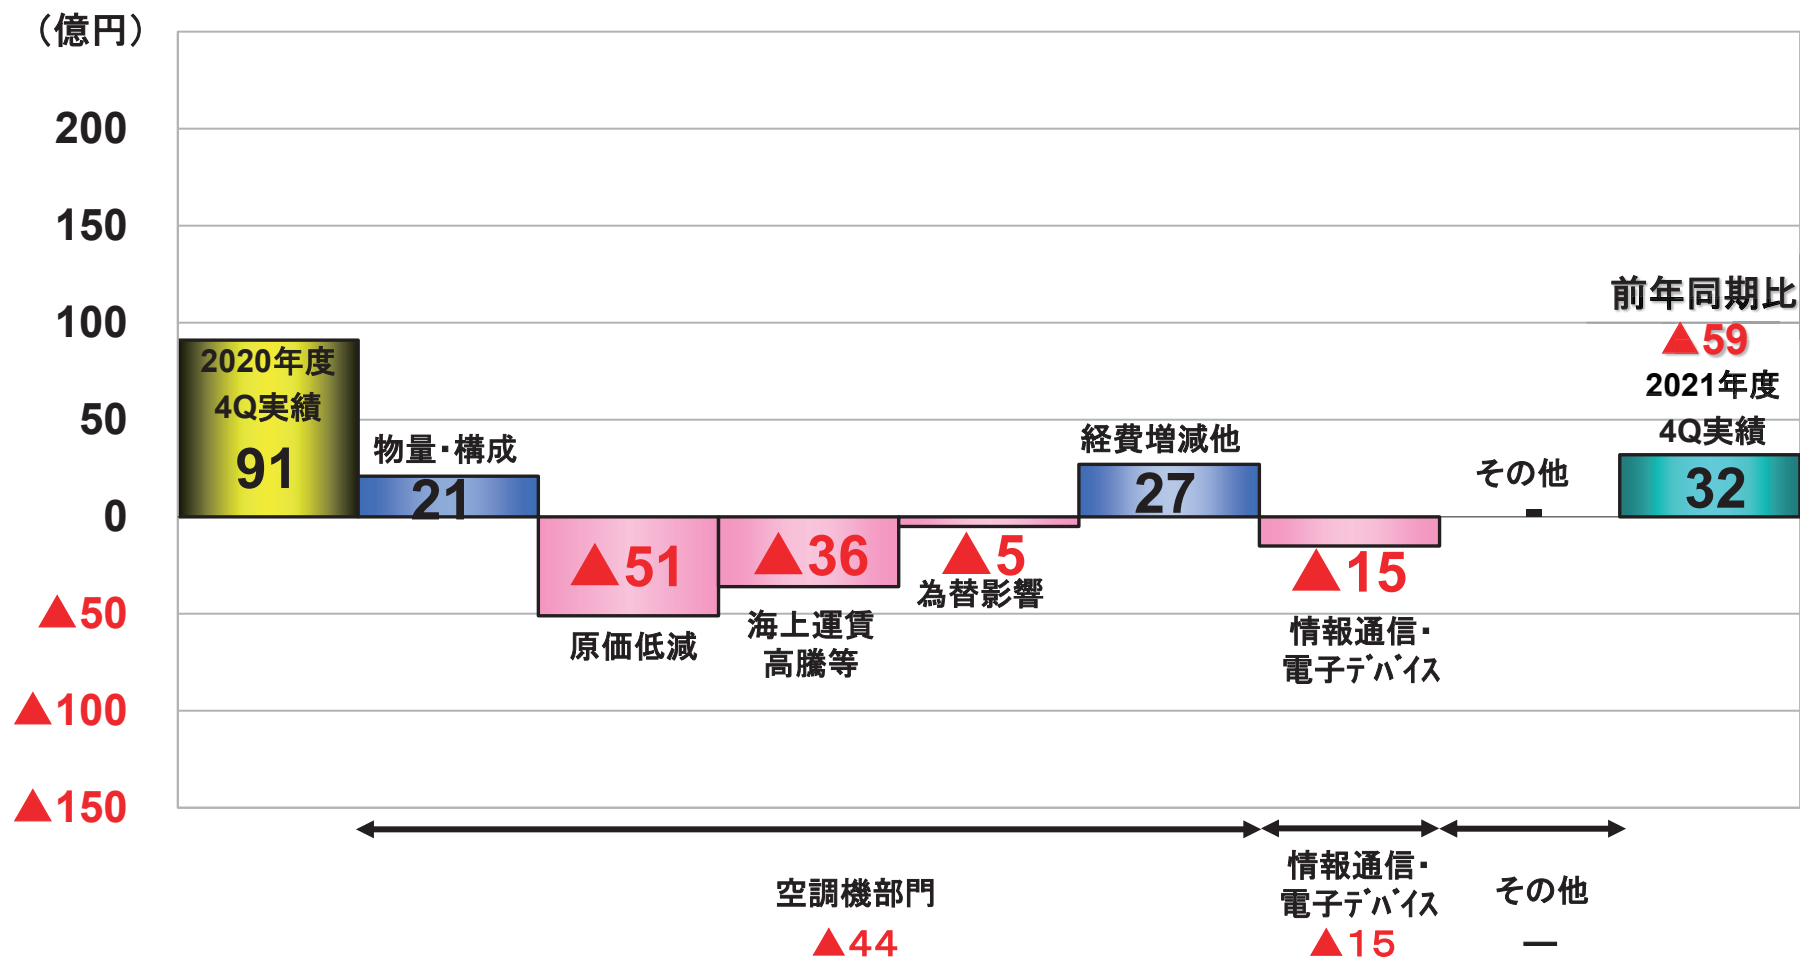 （億円）
200
150
100
50
0
▲50
▲100
▲150
2020年度
4Q実績
91
物量・構成
21
▲51
原価低減
▲36
海上運賃
高騰等
▲5
為替影響
経費増減他
27
▲15
情報通信・
電子ﾃﾞﾊﾞｲｽ
その他
-
前年同期比
▲59
2021年度
4Q実績
32
空調機部門
▲44
情報通信・
電子ﾃﾞﾊﾞｲｽ
▲15
その他
―